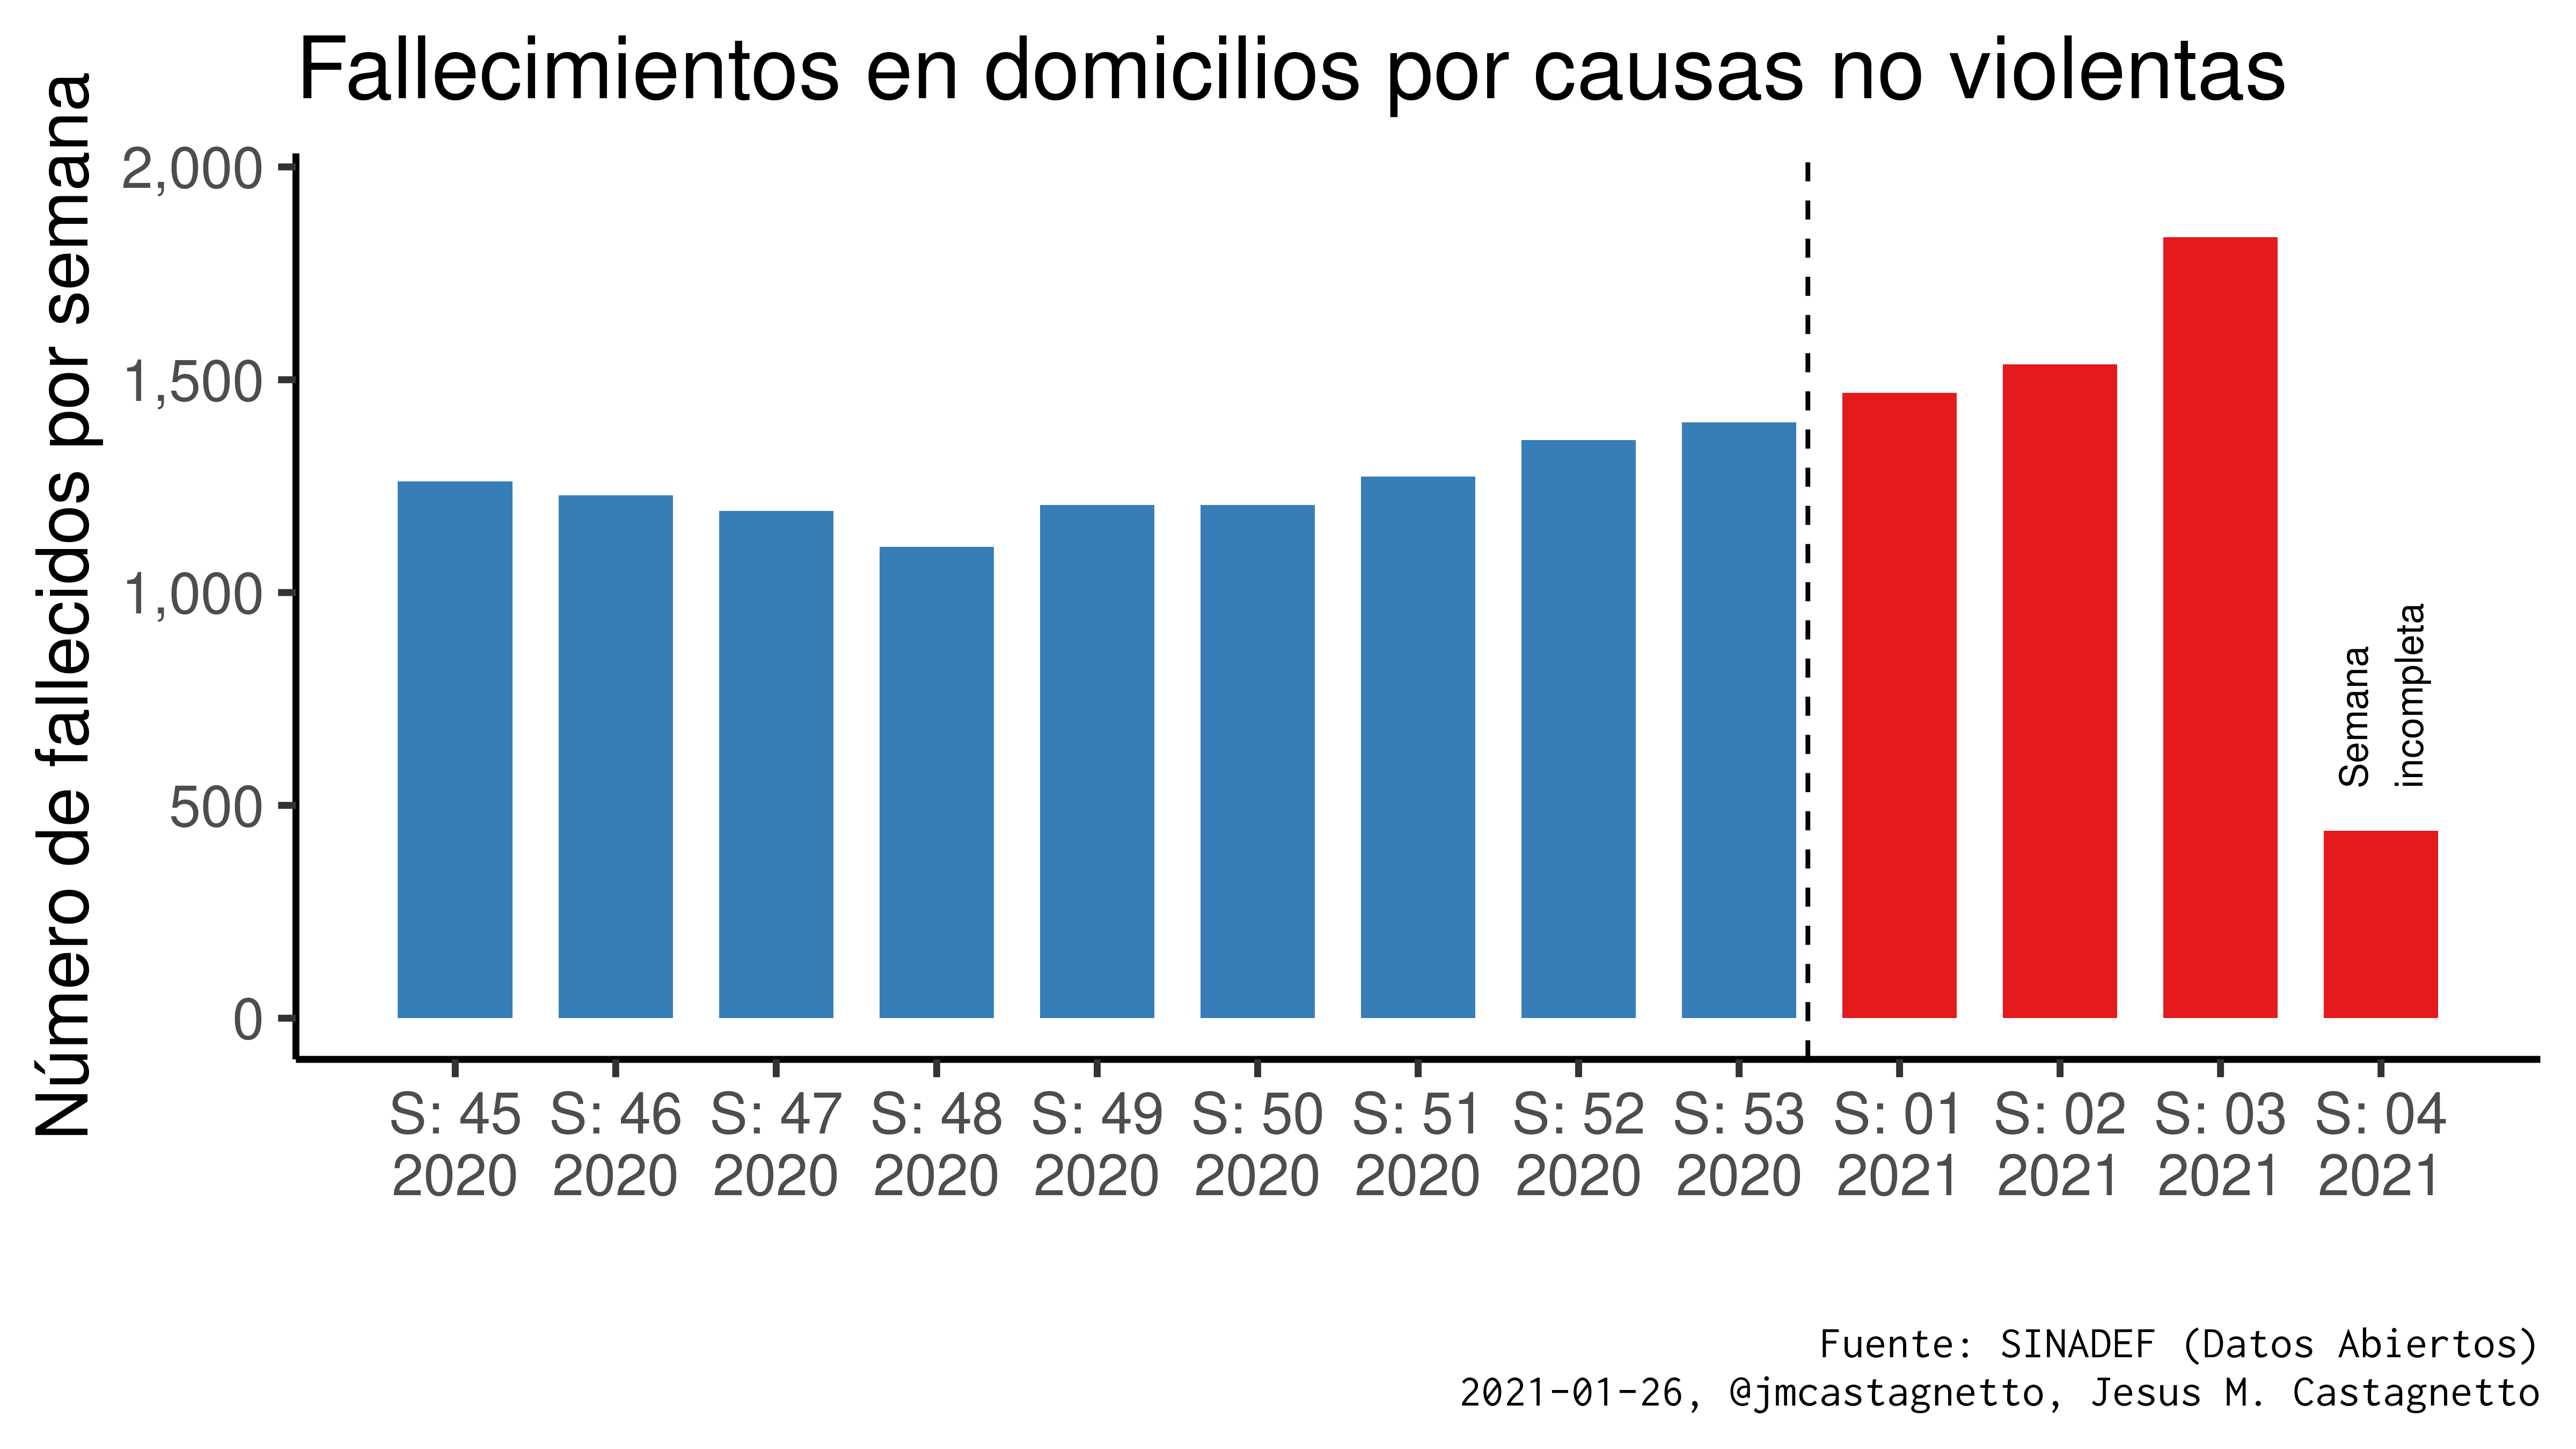 Fallecimientos en domicilios por causas no violentas
Número de fallecidos por semana
2,000
1,500
1,000
500
0
Semana
incompleta
S: 45 S: 46 S: 47 S: 48 S: 49 S: 50 S: 51 S: 52 S: 53 S: 01 S: 02 S: 03 S: 04
2020 2020 2020 2020 2020 2020 2020 2020 2020 2021 2021 2021 2021
Fuente: SINADEF (Datos Abiertos)
2021-01-26, @jmcastagnetto, Jesus M. Castagnetto